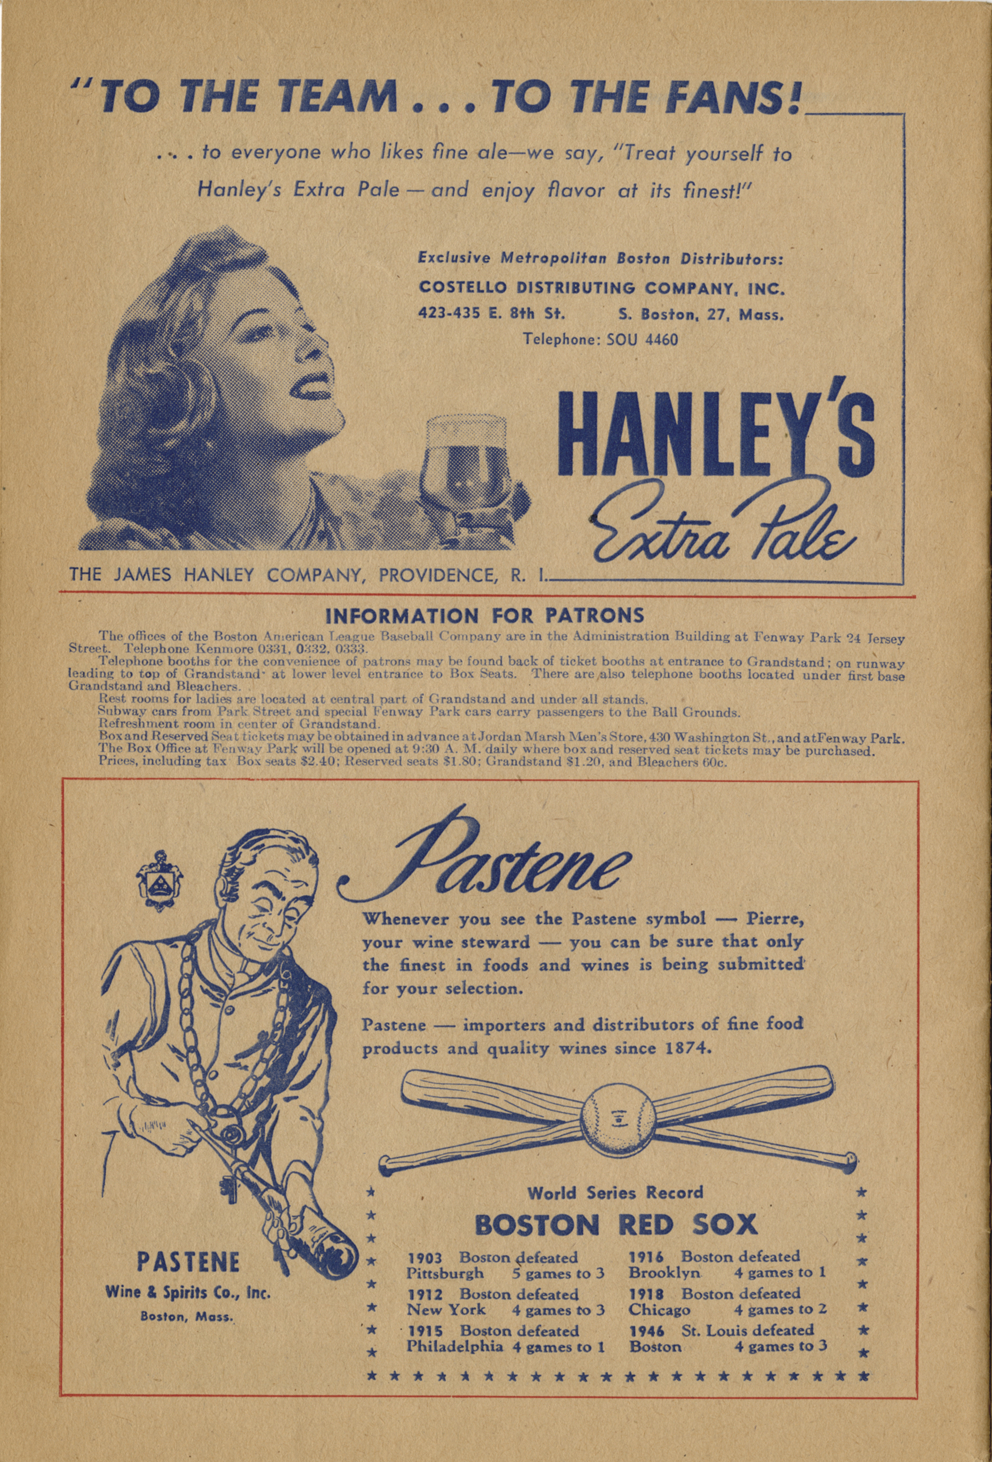 "TO THE TEAM . . . TO THE FANS!
. . . to everyone who likes fine ale—we say, "Treat yourself to
Hanley's Extra Pale — and enjoy flavor at its finest!"
Exclusive Metropolitan Boston Distributors:
COSTELLO DISTRIBUTING COMPANY, INC.
423-435 E. 8th St. S. Boston, 27, Mass.
Telephone: SOU 4460
HANLEY'S
Extra Pale
THE JAMES HANLEY COMPANY, PROVIDENCE, R. I.
INFORMATION FOR PATRONS
The offices of the Boston American League Baseball Company are in the Administration Building at Fenway Park 24 Jersey
Street. Telephone Kenmore 0331, 0332, 0333.
Telephone booths for the convenience of patrons may be found back of ticket booths at entrance to Grandstand; on runway
leading to top of Grandstand- at lower level entrance to Box Seats. There are also telephone booths located under first base
Grandstand and Bleachers.
Rest rooms for ladies are located at central part of Grandstand and under all stands.
Subway cars from Park Street and special Fenway Park cars carry passengers to the Ball Grounds.
Refreshment room in center of Grandstand.
Box and Reserved Seat tickets may be obtained in advance at Jordan Marsh Men's Store, 430 Washington St., and at Fenway Park.
The Box Office at Fenway Park will be opened at 9:30 A. M. daily where box and reserved seat tickets may be purchased.
Prices, including tax Box seats $2.40; Reserved seats $1.80; Grandstand $1.20, and Bleachers 60c.
Pastene
Whenever you see the Pastene symbol — Pierre,
your wine steward — you can be sure that only
the finest in foods and wines is being submitted
for your selection.
Pastene — importers and distributors of fine food
products and quality wines since 1874.
World Series Record
BOSTON RED SOX
1903 Boston defeated
Pittsburgh 5 games to 3
1912 Boston defeated
New York 4 games to 3
1915 Boston defeated
Philadelphia 4 games to 1
1916 Boston defeated
Brooklyn 4 games to 1
1918 Boston defeated
Chicago 4 games to 2
1946 St. Louis defeated
Boston 4 games to 3
PASTENE
Wine & Spirits Co., Inc.
Boston, Mass.